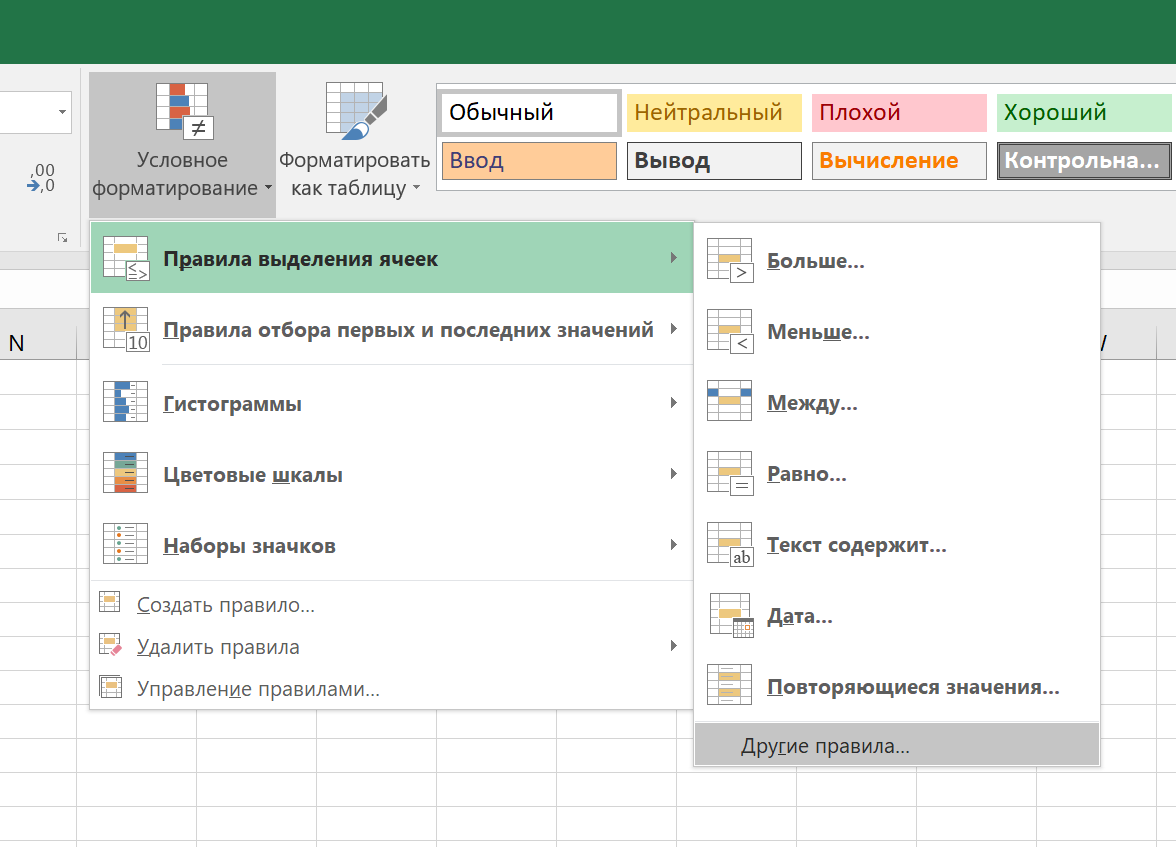 ,00
,0
Условное
форматирование
Форматировать
как таблицу
Обычный
Нейтральный
Плохой
Хороший
Ввод
Вывод
Вычисление
Контрольна...
N
Правила выделения ячеек
Правила отбора первых и последних значений
10
Гистограммы
Цветовые шкалы
Наборы значков
Создать правило...
Удалить правила
Управление правилами...
Больше...
Меньше...
Между...
Равно...
Текст содержит...
ab
Дата...
Повторяющиеся значения...
Другие правила...